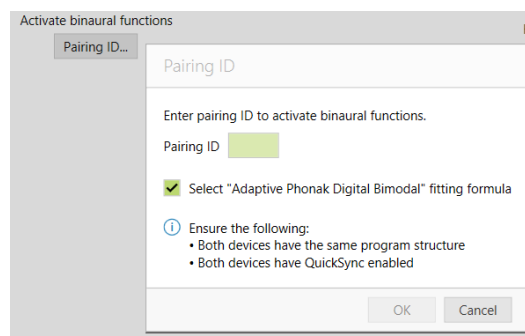 Activate binaural functions
Pairing ID...
Pairing ID
Enter pairing ID to activate binaural functions.
Pairing ID
Select "Adaptive Phonak Digital Bimodal" fitting formula
Ensure the following:
• Both devices have the same program structure
• Both devices have QuickSync enabled
OK
Cancel